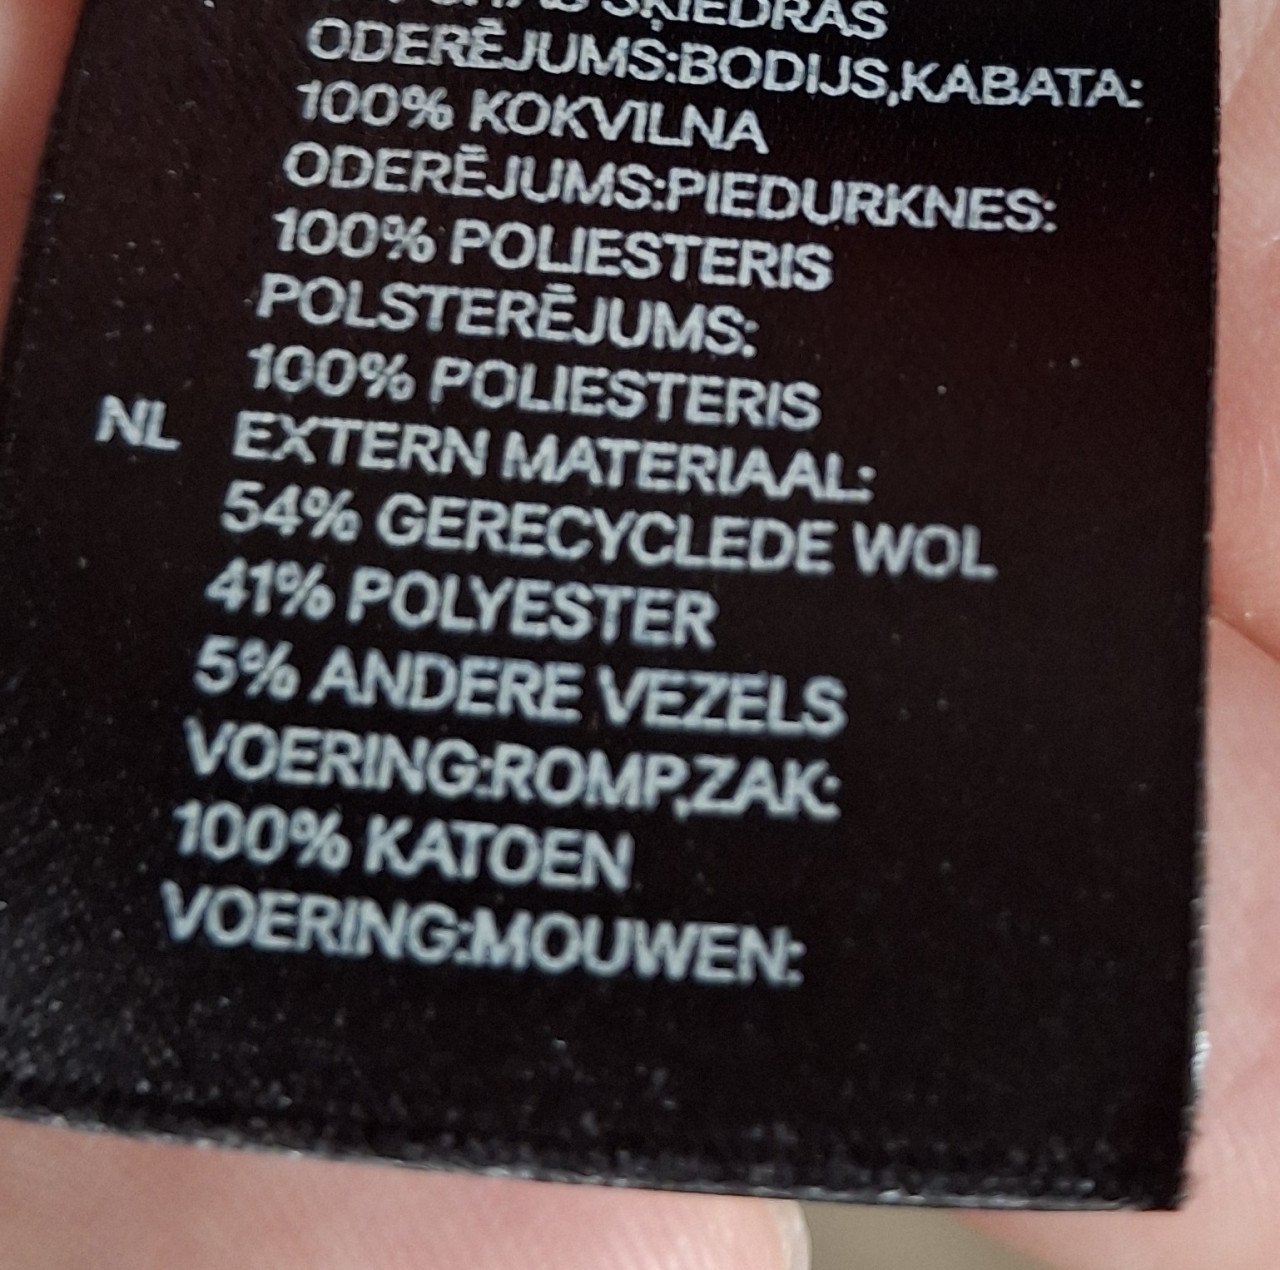 SĶIEDRAS
ODERĒJUMS:BODIJS,KABATA:
100% KOKVILNA
ODERĒJUMS:PIEDURKNES:
100% POLIESTERIS
POLSTERĒJUMS:
100% POLIESTERIS
NL EXTERN MATERIAAL:
54% GERECYCLEDE WOL
41% POLYESTER
5% ANDERE VEZELS
VOERING:ROMP,ZAK:
100% KATOEN
VOERING:MOUWEN: